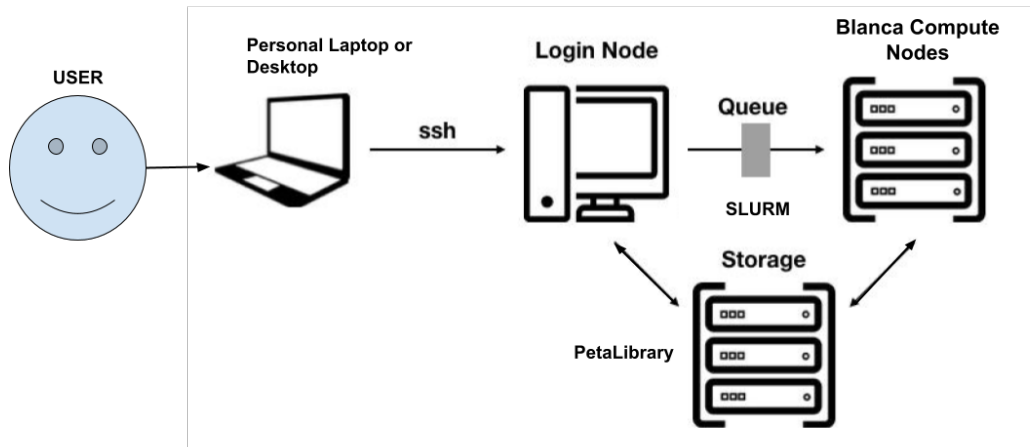 USER
Personal Laptop or
Desktop
ssh
Login Node
Queue
SLURM
Blanca Compute
Nodes
Storage
PetaLibrary